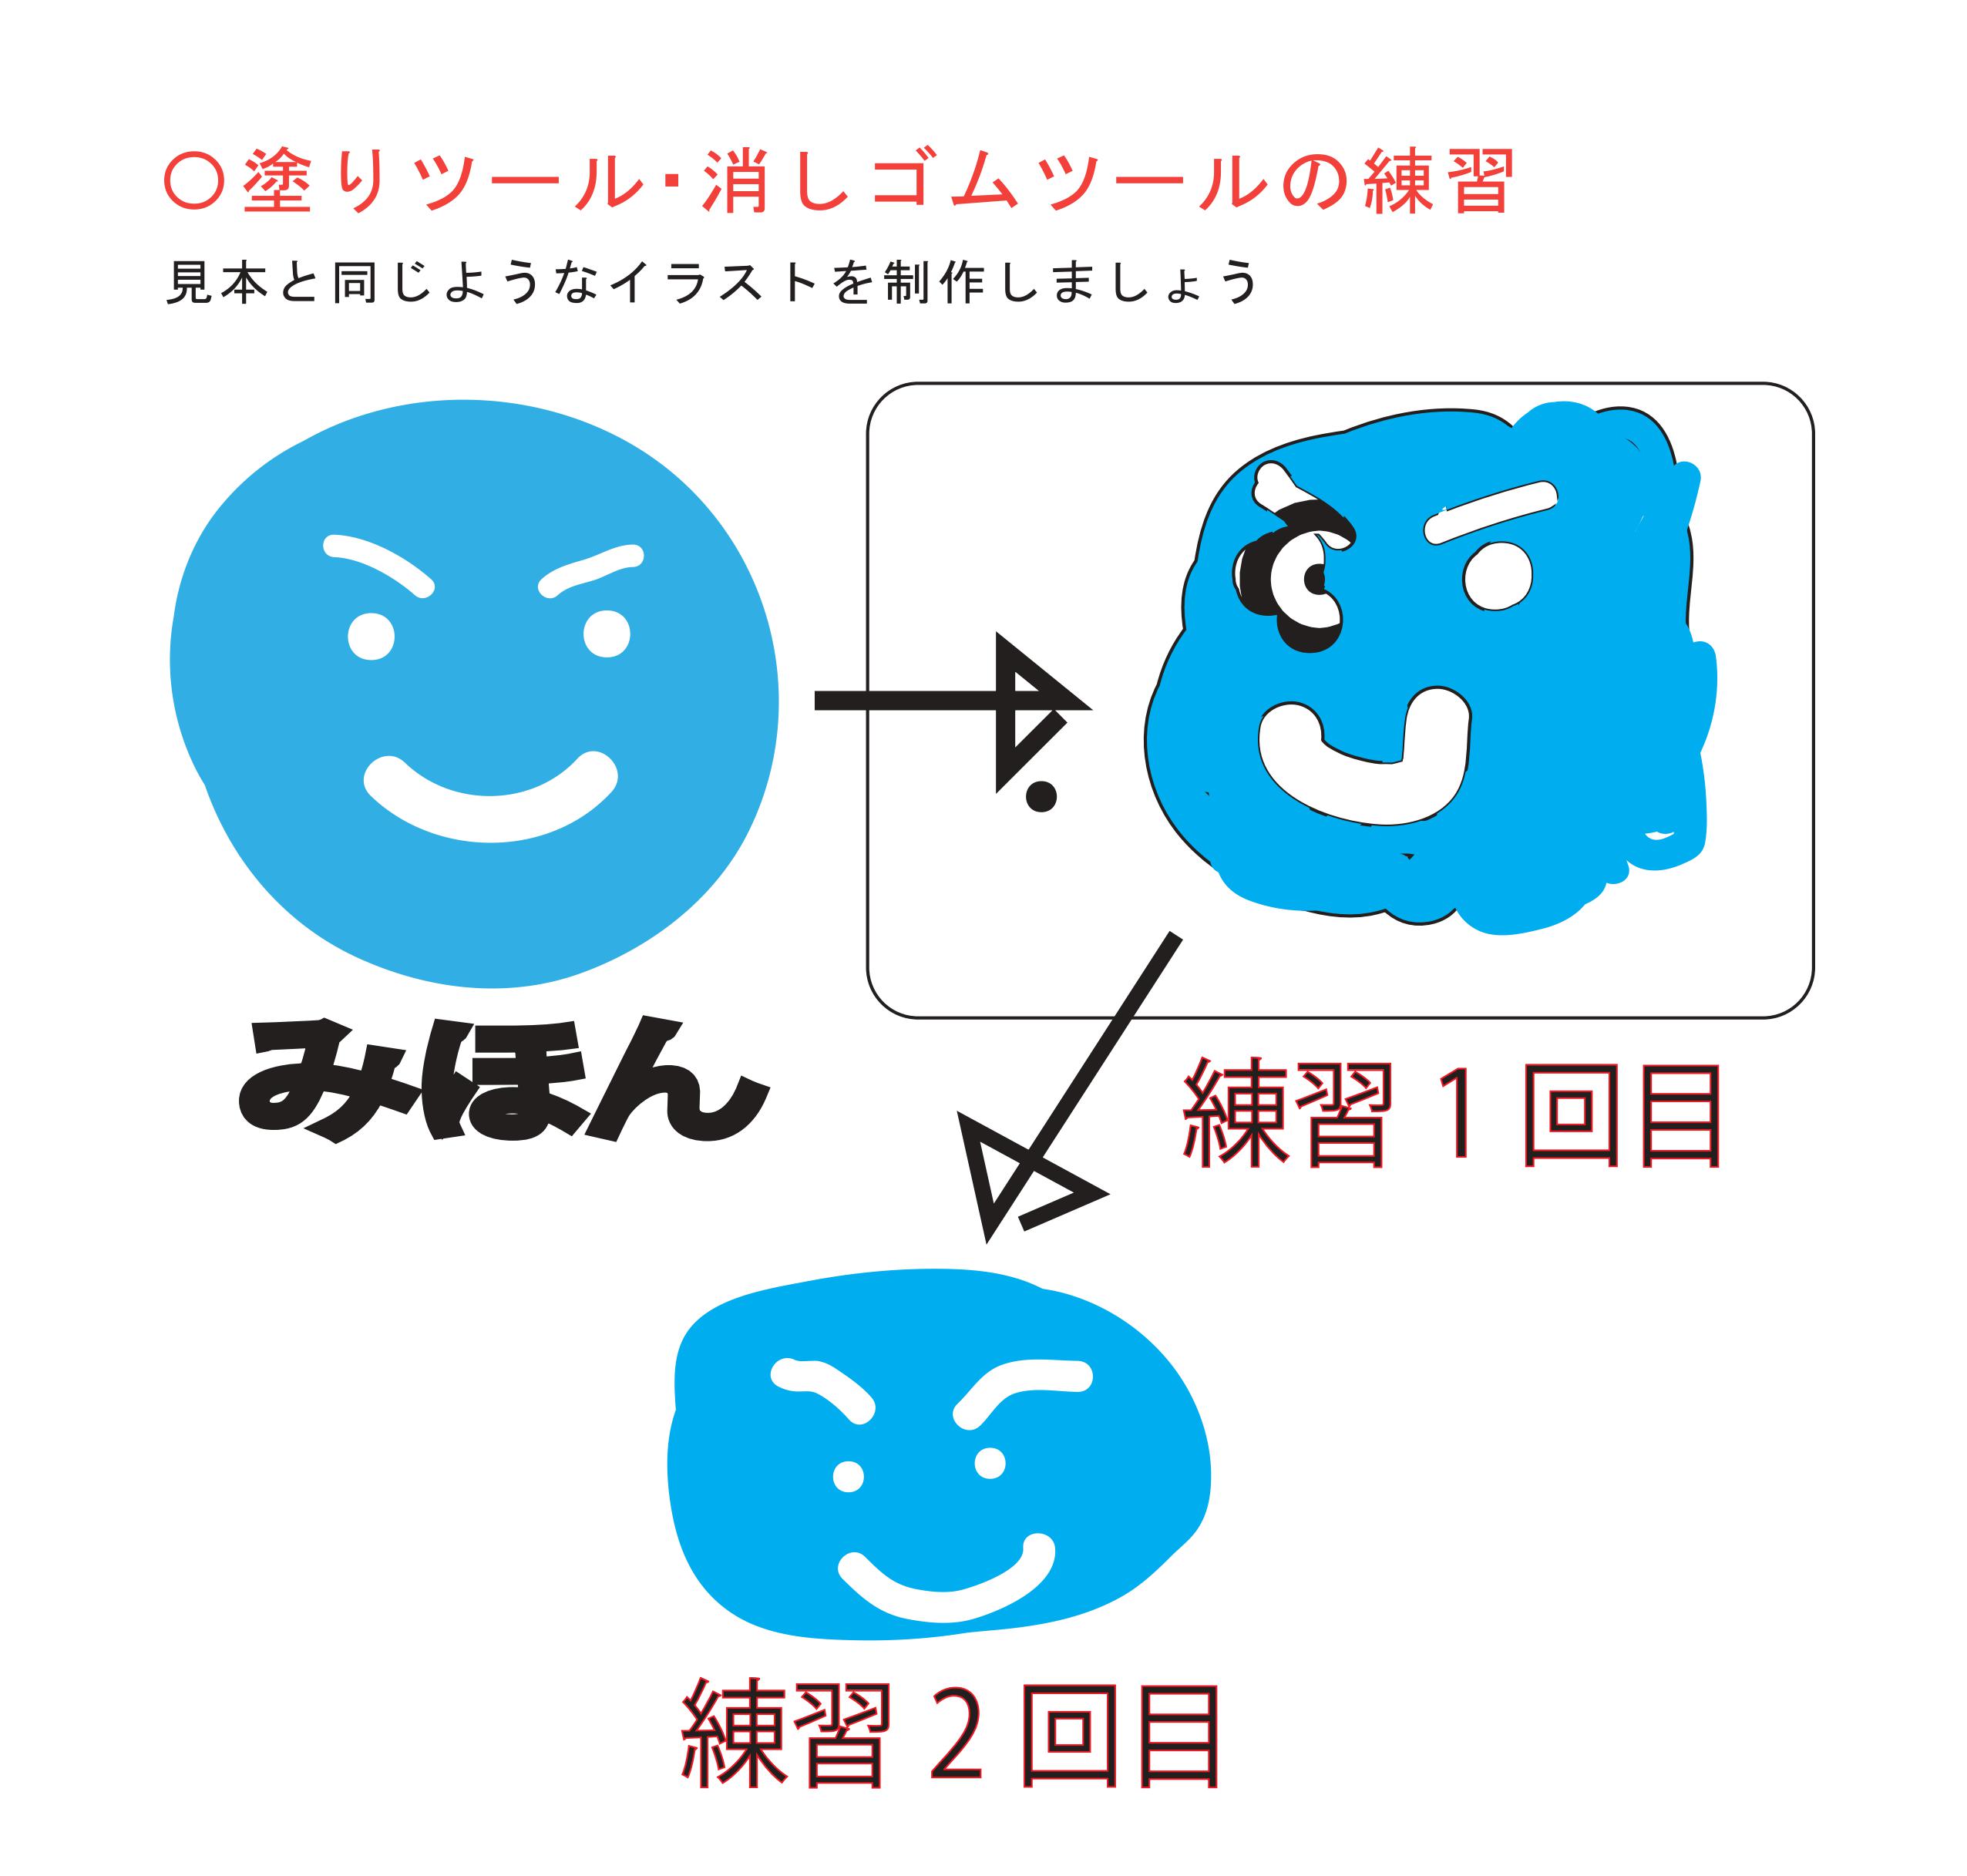 ○塗りツール・消しゴムツールの練習
見本と同じようなイラストを制作しましょう
みほん
練習1回目
練習2回目